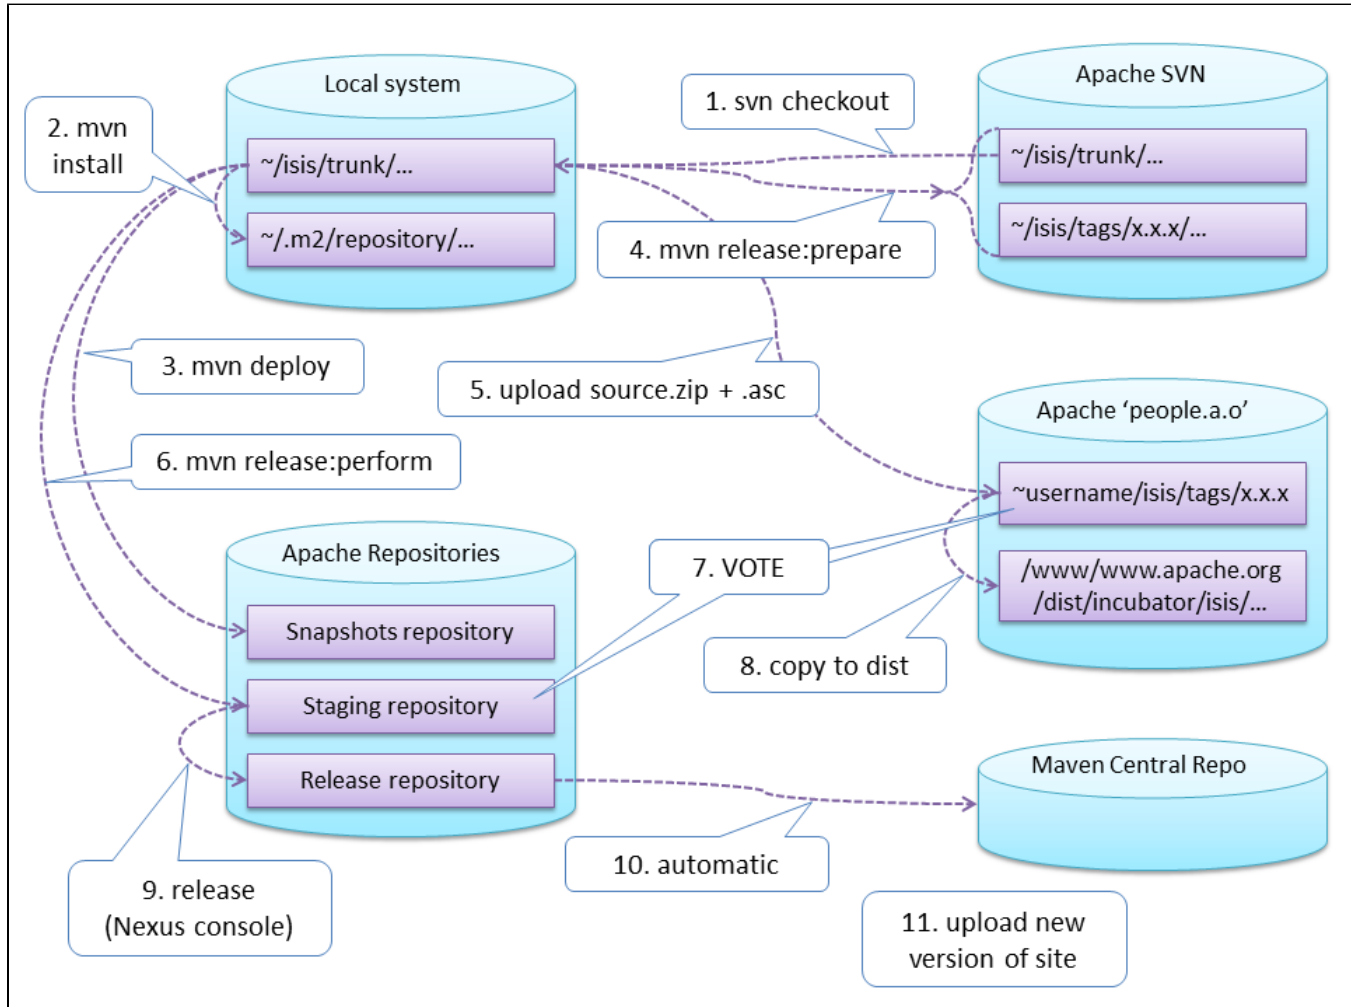 Local system
~/isis/trunk/...
~/.m2/repository/...
Apache SVN
~/isis/trunk/...
~/isis/tags/x.x.x/...
1. svn checkout
2. mvn
install
4. mvn release:prepare
3. mvn deploy
5. upload source.zip + .asc
6. mvn release:perform
Apache ‘people.a.o’
~username/isis/tags/x.x.x
/www/www.apache.org
/dist/incubator/isis/...
Apache Repositories
Snapshots repository
Staging repository
Release repository
7. VOTE
8. copy to dist
Maven Central Repo
9. release
(Nexus console)
10. automatic
11. upload new
version of site